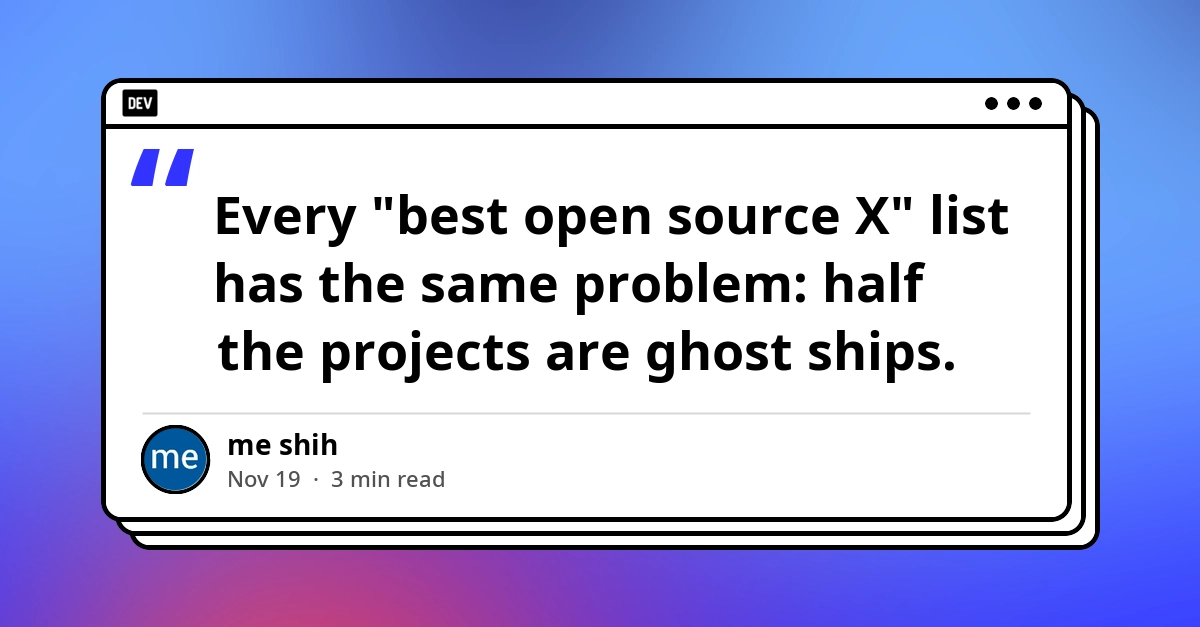 DEV
“
Every "best open source X" list
has the same problem: half
the projects are ghost ships.
me
me shih
Nov 19 · 3 min read